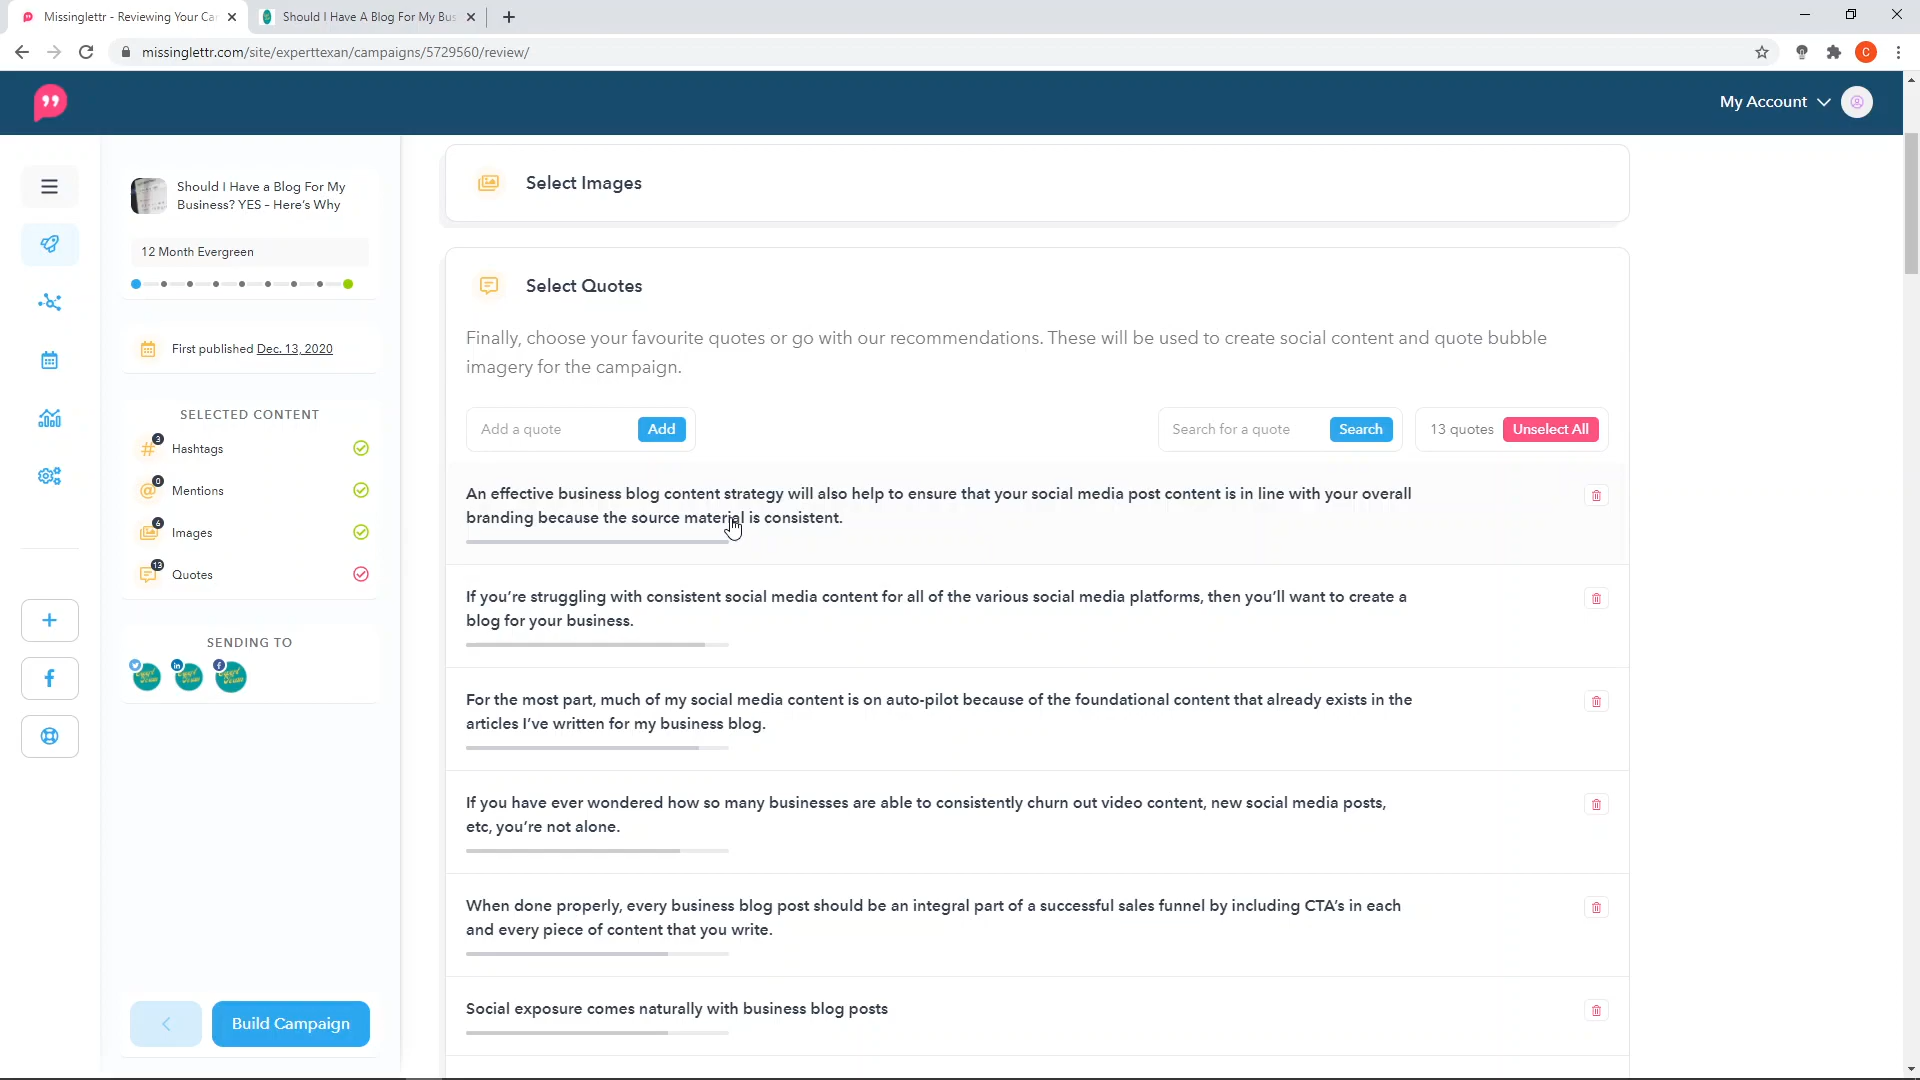 Missinglettr - Reviewing Your Ca
Should I Have A Blog For My Bus
missinglettr.com/site/experttexan/campaigns/5729560/review/
C
My Account
Should I Have a Blog For My
Business? YES – Here's Why
12 Month Evergreen
First published Dec. 13, 2020
SELECTED CONTENT
3
Hashtags
0
Mentions
6
Images
13
Quotes
SENDING TO
Build Campaign
Select Images
Select Quotes
Finally, choose your favourite quotes or go with our recommendations. These will be used to create social content and quote bubble
imagery for the campaign.
Add a quote
Add
Search for a quote
Search
13 quotes
Unselect All
An effective business blog content strategy will also help to ensure that your social media post content is in line with your overall
branding because the source material is consistent.
If you're struggling with consistent social media content for all of the various social media platforms, then you'll want to create a
blog for your business.
For the most part, much of my social media content is on auto-pilot because of the foundational content that already exists in the
articles I've written for my business blog.
If you have ever wondered how so many businesses are able to consistently churn out video content, new social media posts,
etc, you're not alone.
When done properly, every business blog post should be an integral part of a successful sales funnel by including CTA's in each
and every piece of content that you write.
Social exposure comes naturally with business blog posts